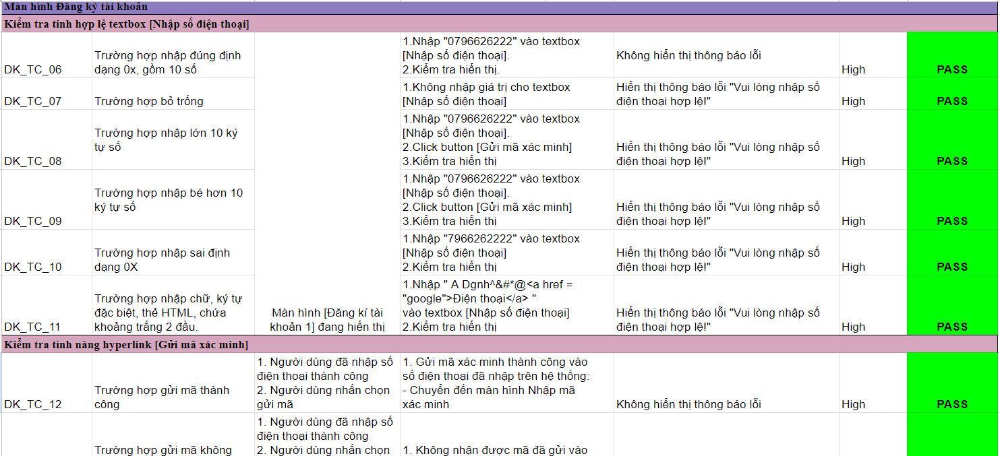 Màn hình Đăng ký tài khoản
Kiểm tra tính hợp lệ textbox [Nhập số điện thoại]
DK_TC_06
Trường hợp nhập đúng định
dạng 0x, gồm 10 số
1.Nhập "0796626222" vào textbox
[Nhập số điện thoại].
2.Kiểm tra hiển thị.
Không hiển thị thông báo lỗi
High
PASS
DK_TC_07
Trường hợp bỏ trống
1.Không nhập giá trị cho textbox
[Nhập số điện thoại]
Hiển thị thông báo lỗi "Vui lòng nhập số
điện thoại hợp lệ!"
High
PASS
DK_TC_08
Trường hợp nhập lớn 10 ký
tự số
1.Nhập "0796626222" vào textbox
[Nhập số điện thoại].
2.Click button [Gửi mã xác minh]
3.Kiểm tra hiển thị
Hiển thị thông báo lỗi "Vui lòng nhập số
điện thoại hợp lệ!"
High
PASS
DK_TC_09
Trường hợp nhập bé hơn 10
ký tự số
1.Nhập "0796626222" vào textbox
[Nhập số điện thoại].
2.Click button [Gửi mã xác minh]
3.Kiểm tra hiển thị
Hiển thị thông báo lỗi "Vui lòng nhập số
điện thoại hợp lệ!"
High
PASS
DK_TC_10
Trường hơp nhập sai định
dạng 0X
1.Nhập "7966262222" vào textbox
[Nhập số điện thoại]
2.Kiểm tra hiển thị
Hiển thị thông báo lỗi "Vui lòng nhập số
điện thoại hợp lệ!"
High
PASS
DK_TC_11
Trường hợp nhập chữ, ký tự
đặc biệt, thẻ HTML, chứa
khoảng trắng 2 đầu.
Màn hình [Đăng kí tài
khoản 1] đang hiển thị
1.Nhập " A Dgnh^&#*@<a href =
"google">Điện thoại</a> "
vào textbox [Nhập số điện thoại]
2.Kiểm tra hiển thị
Hiển thị thông báo lỗi "Vui lòng nhập số
điện thoại hợp lệ!"
High
PASS
Kiểm tra tính năng hyperlink [Gửi mã xác minh]
DK_TC_12
Trường hợp gửi mã thành
công
1. Người dùng đã nhập số
điện thoại thành công
2. Người dùng nhấn chọn
gửi mã
1. Gửi mã xác minh thành công vào
số điện thoại đã nhập trên hệ thống:
- Chuyển đến màn hình Nhập mã
xác minh
Không hiển thị thông báo lỗi
High
PASS
Trường hợp gửi mã không
1. Người dùng đã nhập số
điện thoại thành công
2. Người dùng nhấn chọn
1. Không nhận được mã đã gửi vào